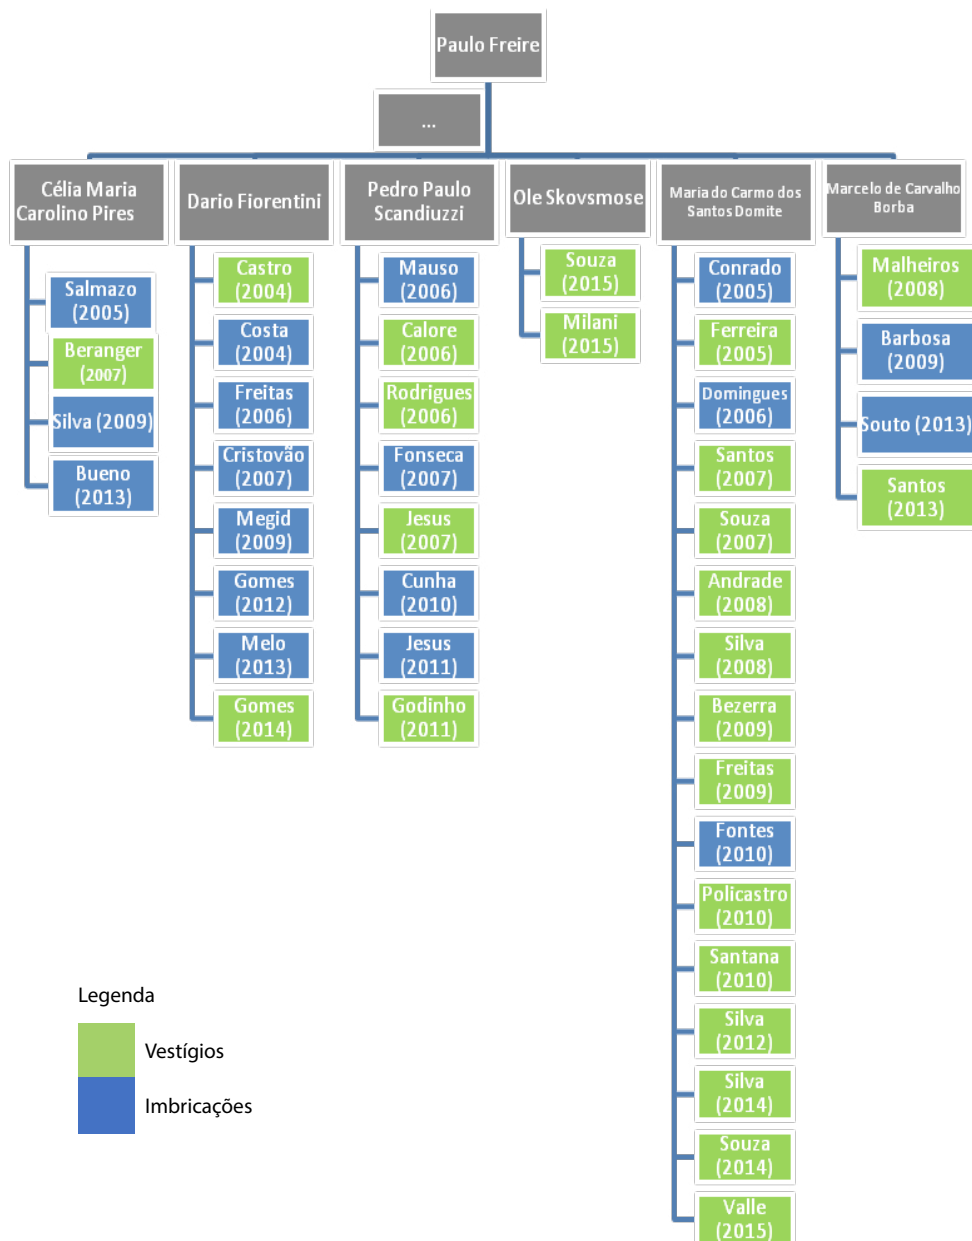 Paulo Freire
...
Célia Maria
Carolino Pires
Salmazo
(2005)
Beranger
(2007)
Silva (2009)
Bueno
(2013)
Dario Fiorentini
Castro
(2004)
Costa
(2004)
Freitas
(2006)
Cristovão
(2007)
Megid
(2009)
Gomes
(2012)
Melo
(2013)
Gomes
(2014)
Pedro Paulo
Scandiuzzi
Mauso
(2006)
Calore
(2006)
Rodrigues
(2006)
Fonseca
(2007)
Jesus
(2007)
Cunha
(2010)
Jesus
(2011)
Godinho
(2011)
Ole Skovsmose
Souza
(2015)
Milani
(2015)
Maria do Carmo dos
Santos Domite
Conrado
(2005)
Ferreira
(2005)
Domingues
(2006)
Santos
(2007)
Souza
(2007)
Andrade
(2008)
Silva
(2008)
Bezerra
(2009)
Freitas
(2009)
Fontes
(2010)
Policastro
(2010)
Santana
(2010)
Silva
(2012)
Silva
(2014)
Souza
(2014)
Valle
(2015)
Marcelo de Carvalho
Borba
Malheiros
(2008)
Barbosa
(2009)
Souto (2013)
Santos
(2013)
Legenda
Vestígios
Imbricações